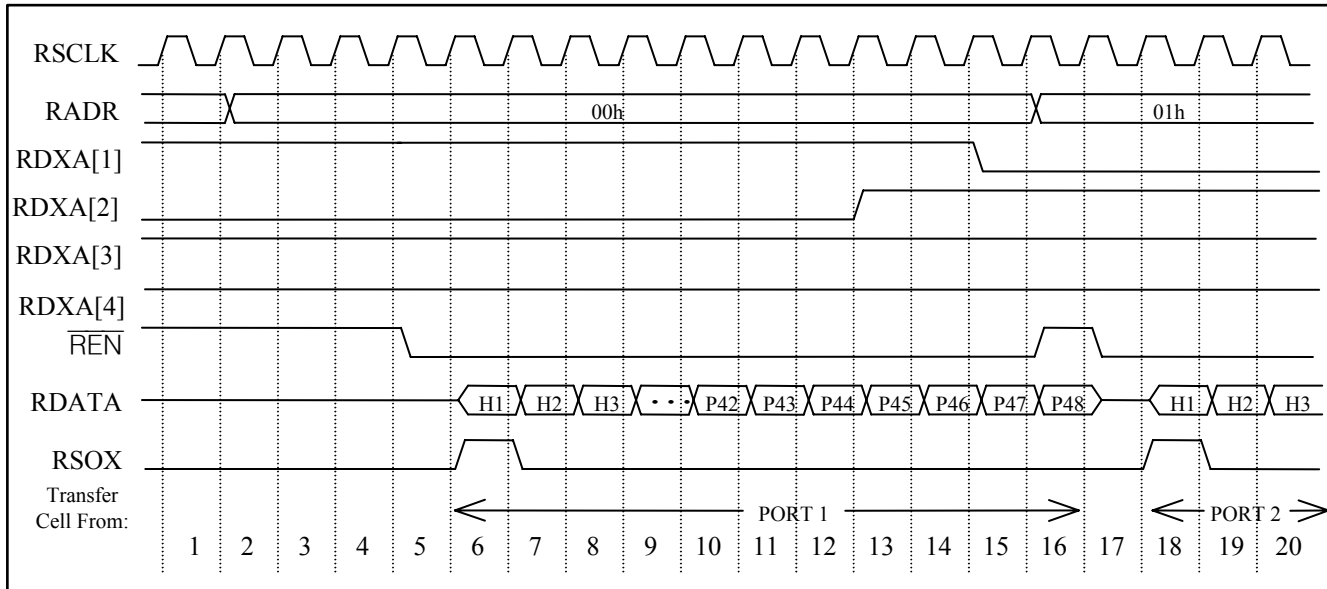 RSCLK
RADR 00h 01h
RDXA[1]
RDXA[2]
RDXA[3]
RDXA[4]
REN
RDATA H1 H2 H3 ... P42 P43 P44 P45 P46 P47 P48 H1 H2 H3
RSOX
Transfer
Cell From: PORT 1 PORT 2
1 2 3 4 5 6 7 8 9 10 11 12 13 14 15 16 17 18 19 20